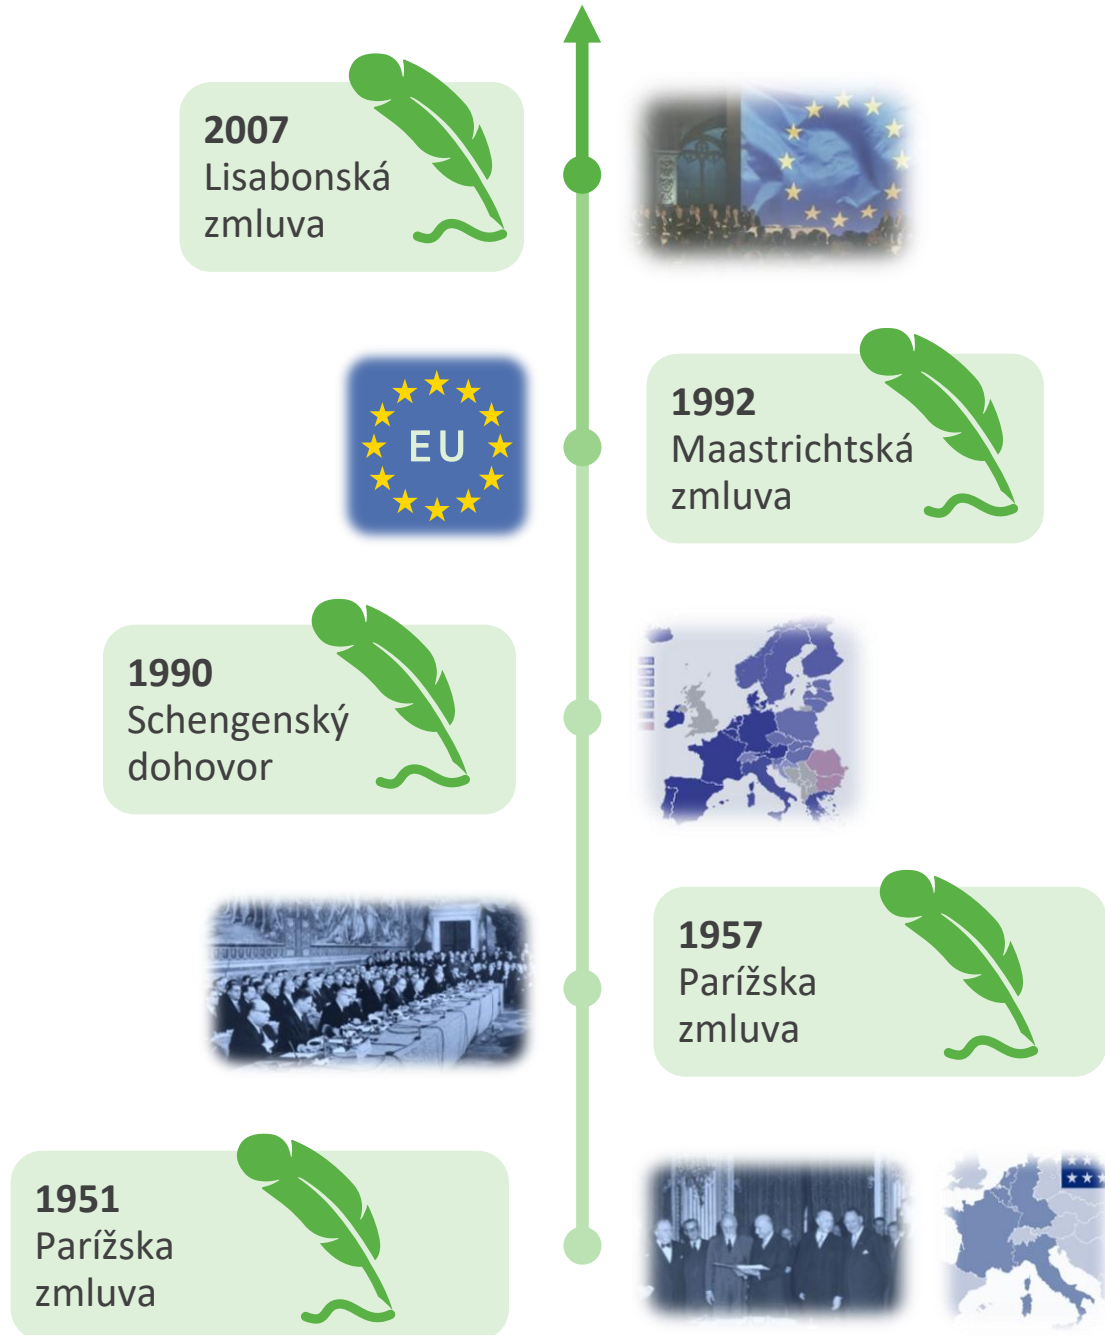 2007
Lisabonská
zmluva
EU
1992
Maastrichtská
zmluva
1990
Schengenský
dohovor
1957
Parížska
zmluva
1951
Parížska
zmluva